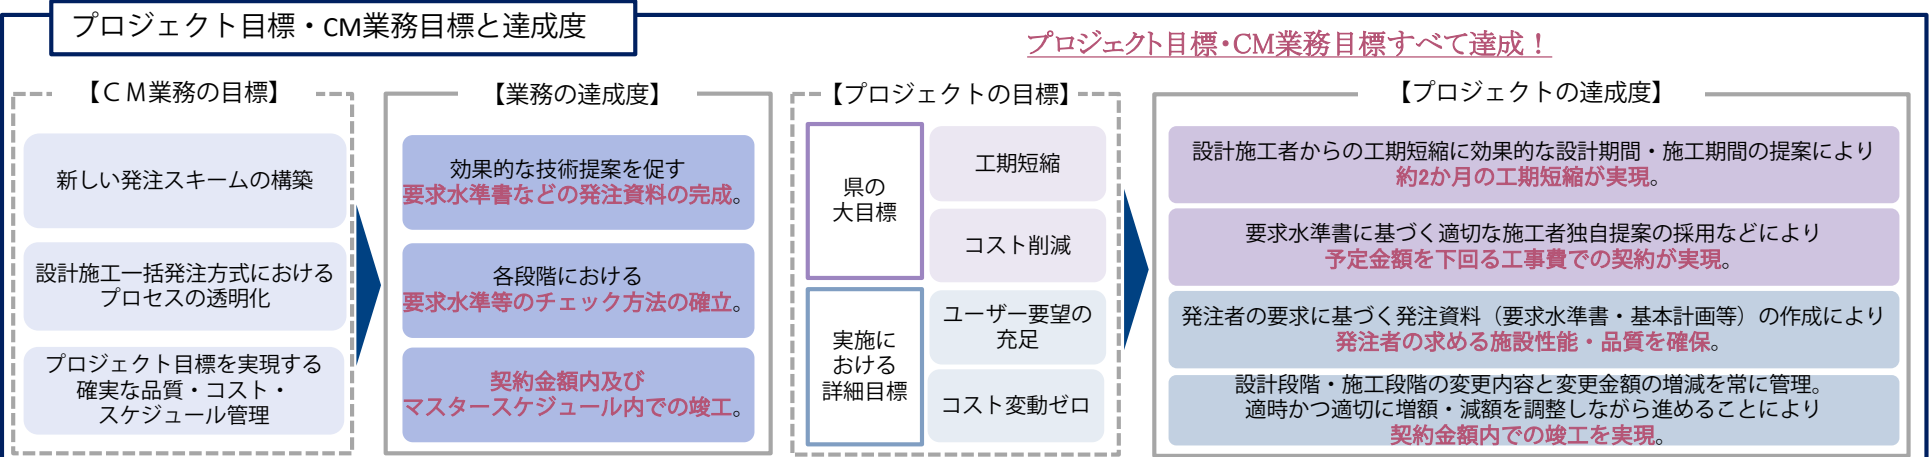 プロジェクト目標・CM業務目標と達成度
プロジェクト目標・CM業務目標すべて達成！
【ＣＭ業務の目標】
新しい発注スキームの構築
設計施工一括発注方式における
プロセスの透明化
プロジェクト目標を実現する
確実な品質・コスト・
スケジュール管理
【業務の達成度】
効果的な技術提案を促す
要求水準書などの発注資料の完成。
各段階における
要求水準等のチェック方法の確立。
契約金額内及び
マスタースケジュール内での竣工。
【プロジェクトの目標】
県の
大目標
工期短縮
コスト削減
実施に
おける
詳細目標
ユーザー要望の
充足
コスト変動ゼロ
【プロジェクトの達成度】
設計施工者からの工期短縮に効果的な設計期間・施工期間の提案により
約2か月の工期短縮が実現。
要求水準書に基づく適切な施工者独自提案の採用などにより
予定金額を下回る工事費での契約が実現。
発注者の要求に基づく発注資料（要求水準書・基本計画等）の作成により
発注者の求める施設性能・品質を確保。
設計段階・施工段階の変更内容と変更金額の増減を常に管理。
適時かつ適切に増額・減額を調整しながら進めることにより
契約金額内での竣工を実現。